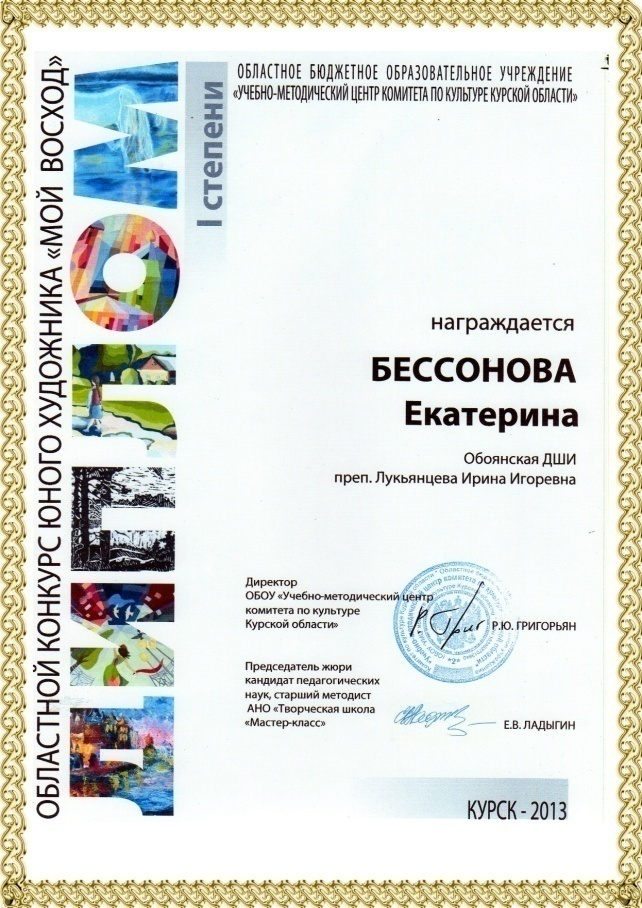 ОБЛАСТНОЕ БЮДЖЕТНОЕ ОБРАЗОВАТЕЛЬНОЕ УЧРЕЖДЕНИЕ
«УЧЕБНО-МЕТОДИЧЕСКИЙ ЦЕНТР КОМИТЕТА ПО КУЛЬТУРЕ КУРСКОЙ ОБЛАСТИ»
ОБЛАСТНОЙ КОНКУРС ЮНОГО ХУДОЖНИКА «МОЙ ВОСХОД»
ДИПЛОМ
I степени
награждается
БЕССОНОВА
Екатерина
Обоянская ДШИ
преп. Лукьянцева Ирина Игоревна
Директор
ОБОУ «Учебно-методический центр
комитета по культуре
Курской области»
Р.Ю. ГРИГОРЬЯН
Председатель жюри
кандидат педагогических
наук, старший методист
АНО «Творческая школа
«Мастер-класс»
Е.В. ЛАДЫГИН
КУРСК - 2013